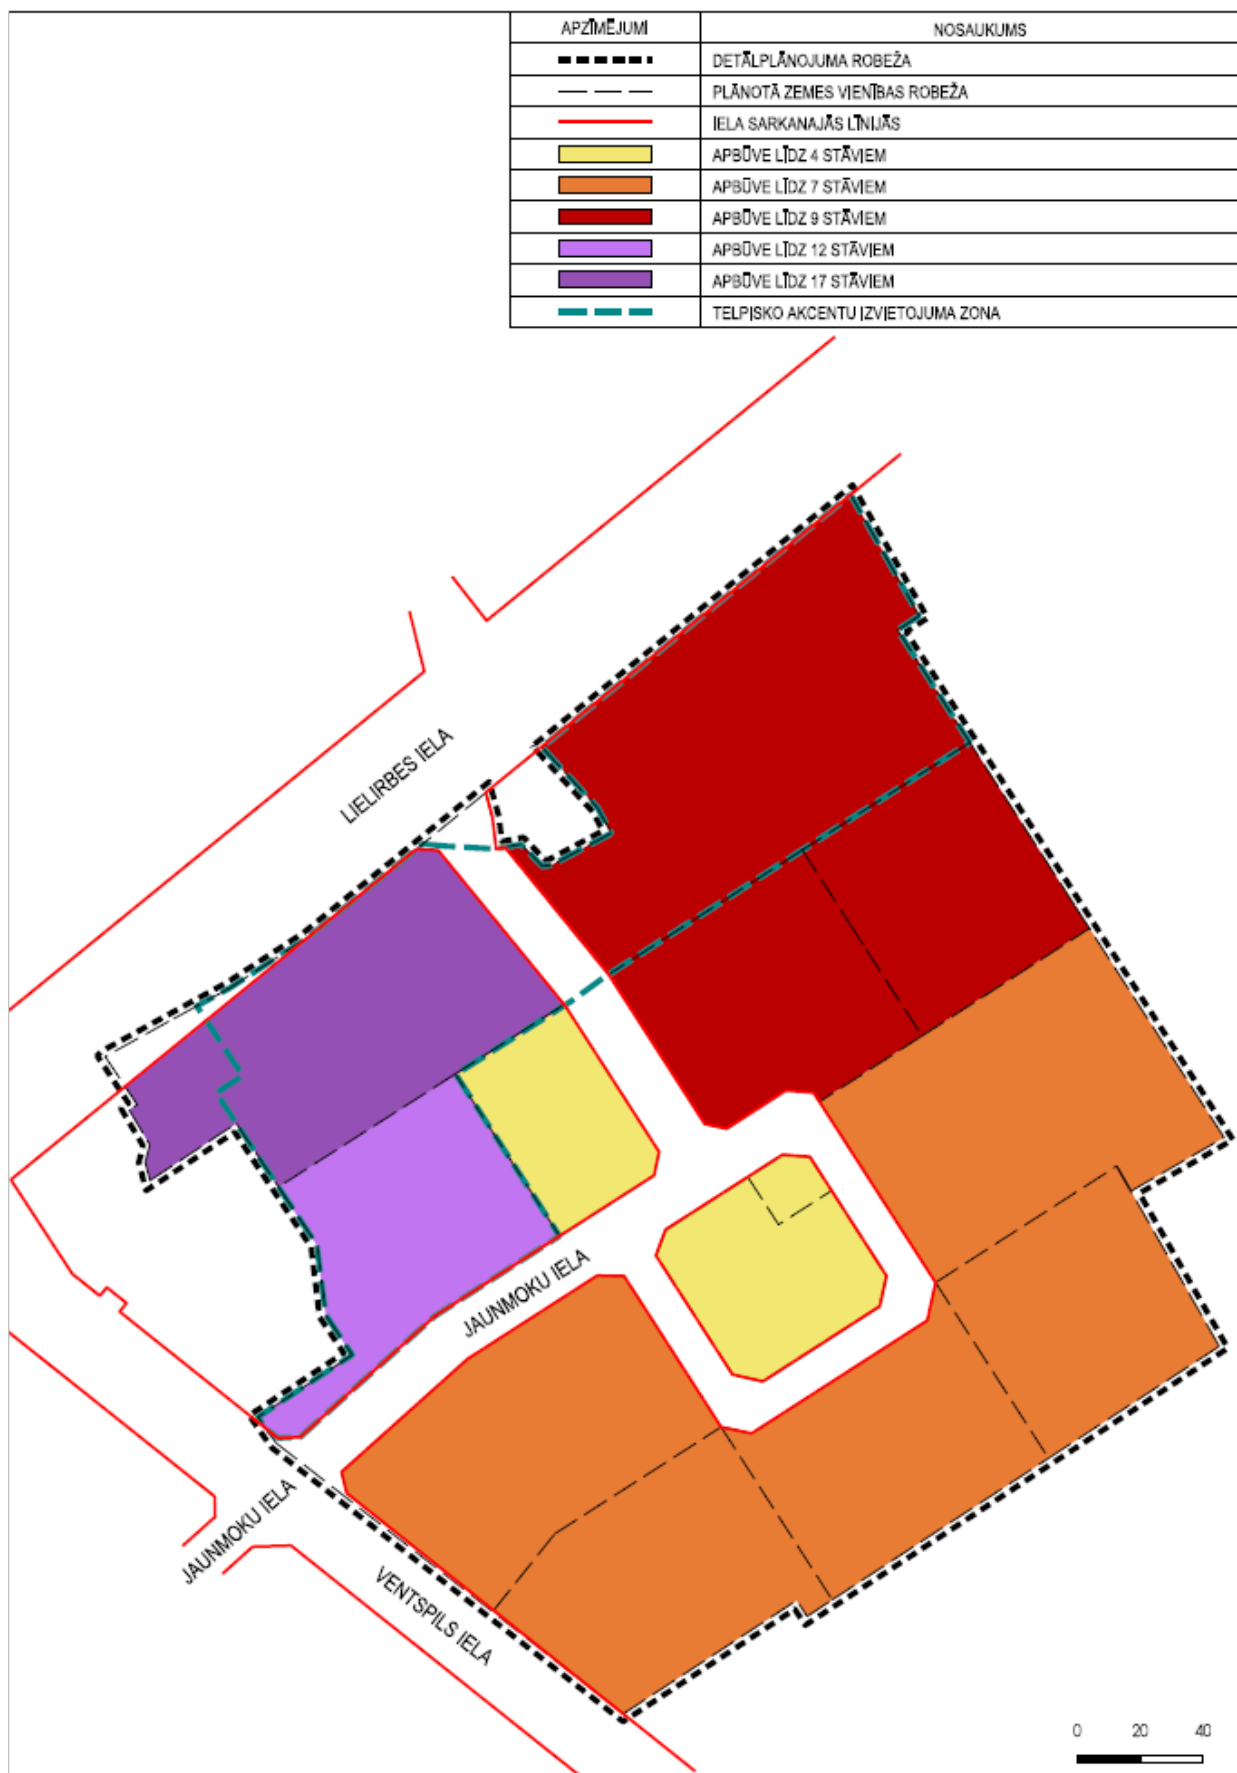 APZĪMĒJUMI NOSAUKUMS
DETĀLPLĀNOJUMA ROBEŽA
PLĀNOTĀ ZEMES VIENĪBAS ROBEŽA
IELA SARKANAJĀS LĪNIJĀS
APBŪVE LĪDZ 4 STĀVIEM
APBŪVE LĪDZ 7 STĀVIEM
APBŪVE LĪDZ 9 STĀVIEM
APBŪVE LĪDZ 12 STĀVIEM
APBŪVE LĪDZ 17 STĀVIEM
TELPISKO AKCENTU IZVIETOJUMA ZONA
LIELIRBES IELA
JAUNMOKU IELA
JAUNMOKU IELA
VENTSPILS IELA
0 20 40